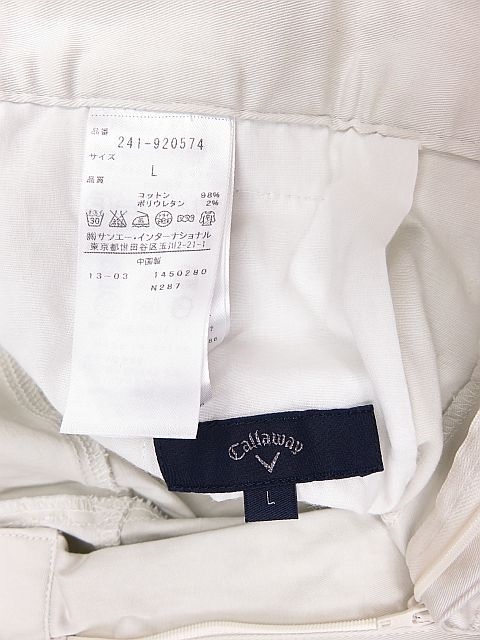 品番
241-920574
サイズ
L
品質
コットン 98%
ポリウレタン 2%
㈱サンエー・インターナショナル
東京都世田谷区玉川2-21-1
中国製
13-03 1450280
N287
Callaway
L